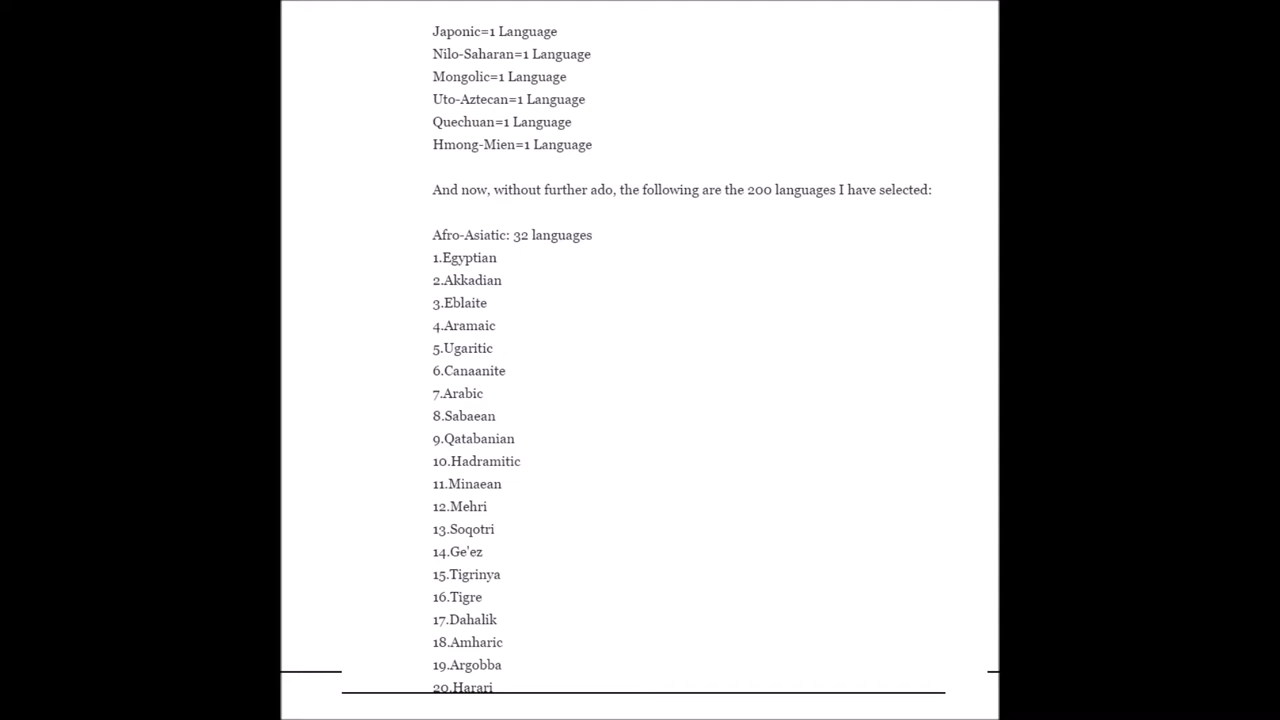 Japonic=1 Language
Nilo-Saharan=1 Language
Mongolic=1 Language
Uto-Aztecan=1 Language
Quechuan=1 Language
Hmong-Mien=1 Language
And now, without further ado, the following are the 200 languages I have selected:
Afro-Asiatic: 32 languages
1.Egyptian
2.Akkadian
3.Eblaite
4.Aramaic
5.Ugaritic
6.Canaanite
7.Arabic
8.Sabaean
9.Qatabanian
10.Hadramitic
11.Minaean
12.Mehri
13.Soqotri
14.Ge'ez
15.Tigrinya
16.Tigre
17.Dahalik
18.Amharic
19.Argobba
20.Harari